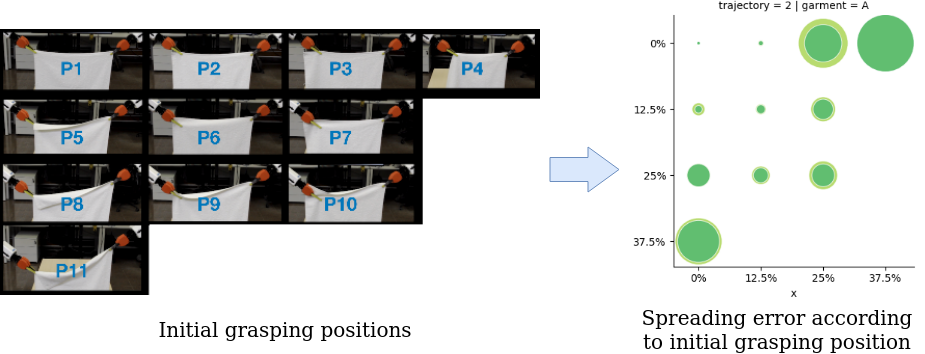 trajectory = 2 | garment = A
P1 P2 P3 P4
P5 P6 P7
P8 P9 P10
P11
0%
12.5%
25%
37.5%
0% 12.5% 25% 37.5%
x
Initial grasping positions
Spreading error according
to initial grasping position